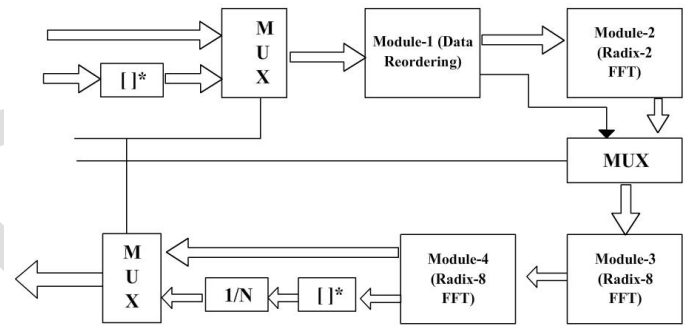 M
U
X
[ ]*
Module-1 (Data
Reordering)
Module-2
(Radix-2
FFT)
MUX
M
U
X
1/N
[ ]*
Module-4
(Radix-8
FFT)
Module-3
(Radix-8
FFT)